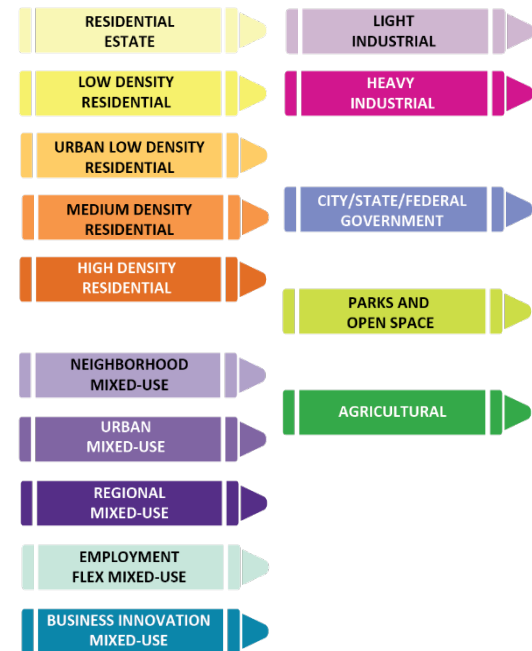 RESIDENTIAL
ESTATE
LOW DENSITY
RESIDENTIAL
URBAN LOW DENSITY
RESIDENTIAL
MEDIUM DENSITY
RESIDENTIAL
HIGH DENSITY
RESIDENTIAL
NEIGHBORHOOD
MIXED-USE
URBAN
MIXED-USE
REGIONAL
MIXED-USE
EMPLOYMENT
FLEX MIXED-USE
BUSINESS INNOVATION
MIXED-USE
LIGHT
INDUSTRIAL
HEAVY
INDUSTRIAL
CITY/STATE/FEDERAL
GOVERNMENT
PARKS AND
OPEN SPACE
AGRICULTURAL